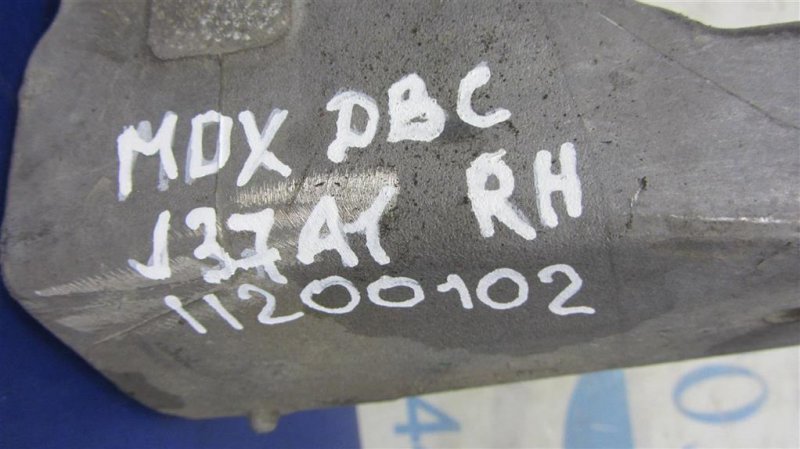 MDX DBC
J37A1 RH
11200102